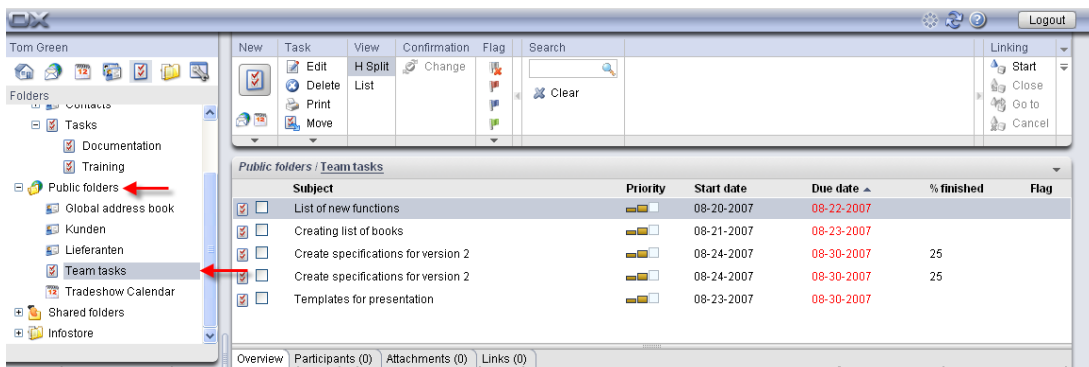 OX
Logout
Tom Green
Folders
Contacts
Tasks
Documentation
Training
Public folders
Global address book
Kunden
Lieferanten
Team tasks
Tradeshow Calendar
Shared folders
Infostore
New Task View Confirmation Flag Search Linking
Edit H Split Change Start
Delete List Clear Close
Print Go to
Move Cancel
Public folders / Team tasks
Subject Priority Start date Due date % finished Flag
List of new functions 08-20-2007 08-22-2007
Creating list of books 08-21-2007 08-23-2007
Create specifications for version 2 08-24-2007 08-30-2007 25
Create specifications for version 2 08-24-2007 08-30-2007 25
Templates for presentation 08-23-2007 08-30-2007
Overview Participants (0) Attachments (0) Links (0)